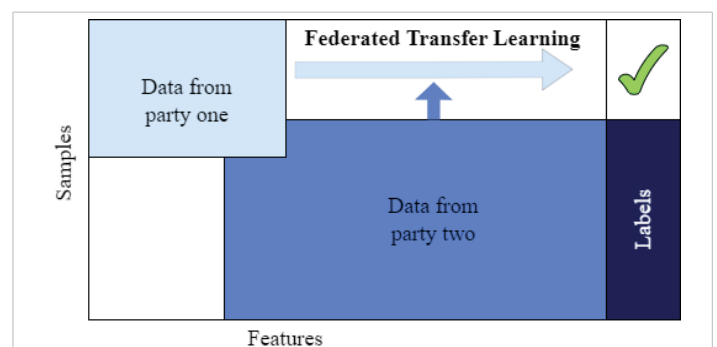 Federated Transfer Learning
Data from
party one
Samples
Data from
party two
Labels
Features